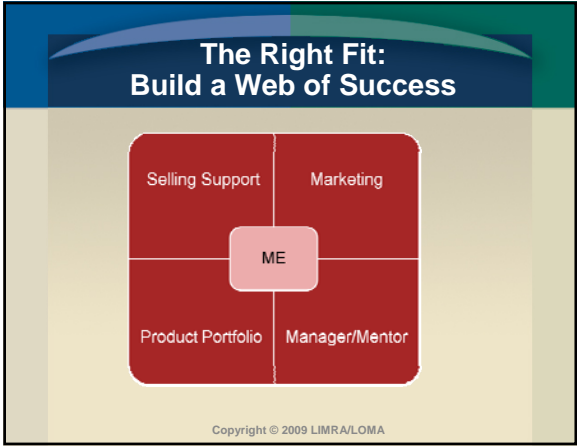 The Right Fit:
Build a Web of Success
Selling Support
Marketing
ME
Product Portfolio
Manager/Mentor
Copyright © 2009 LIMRA/LOMA